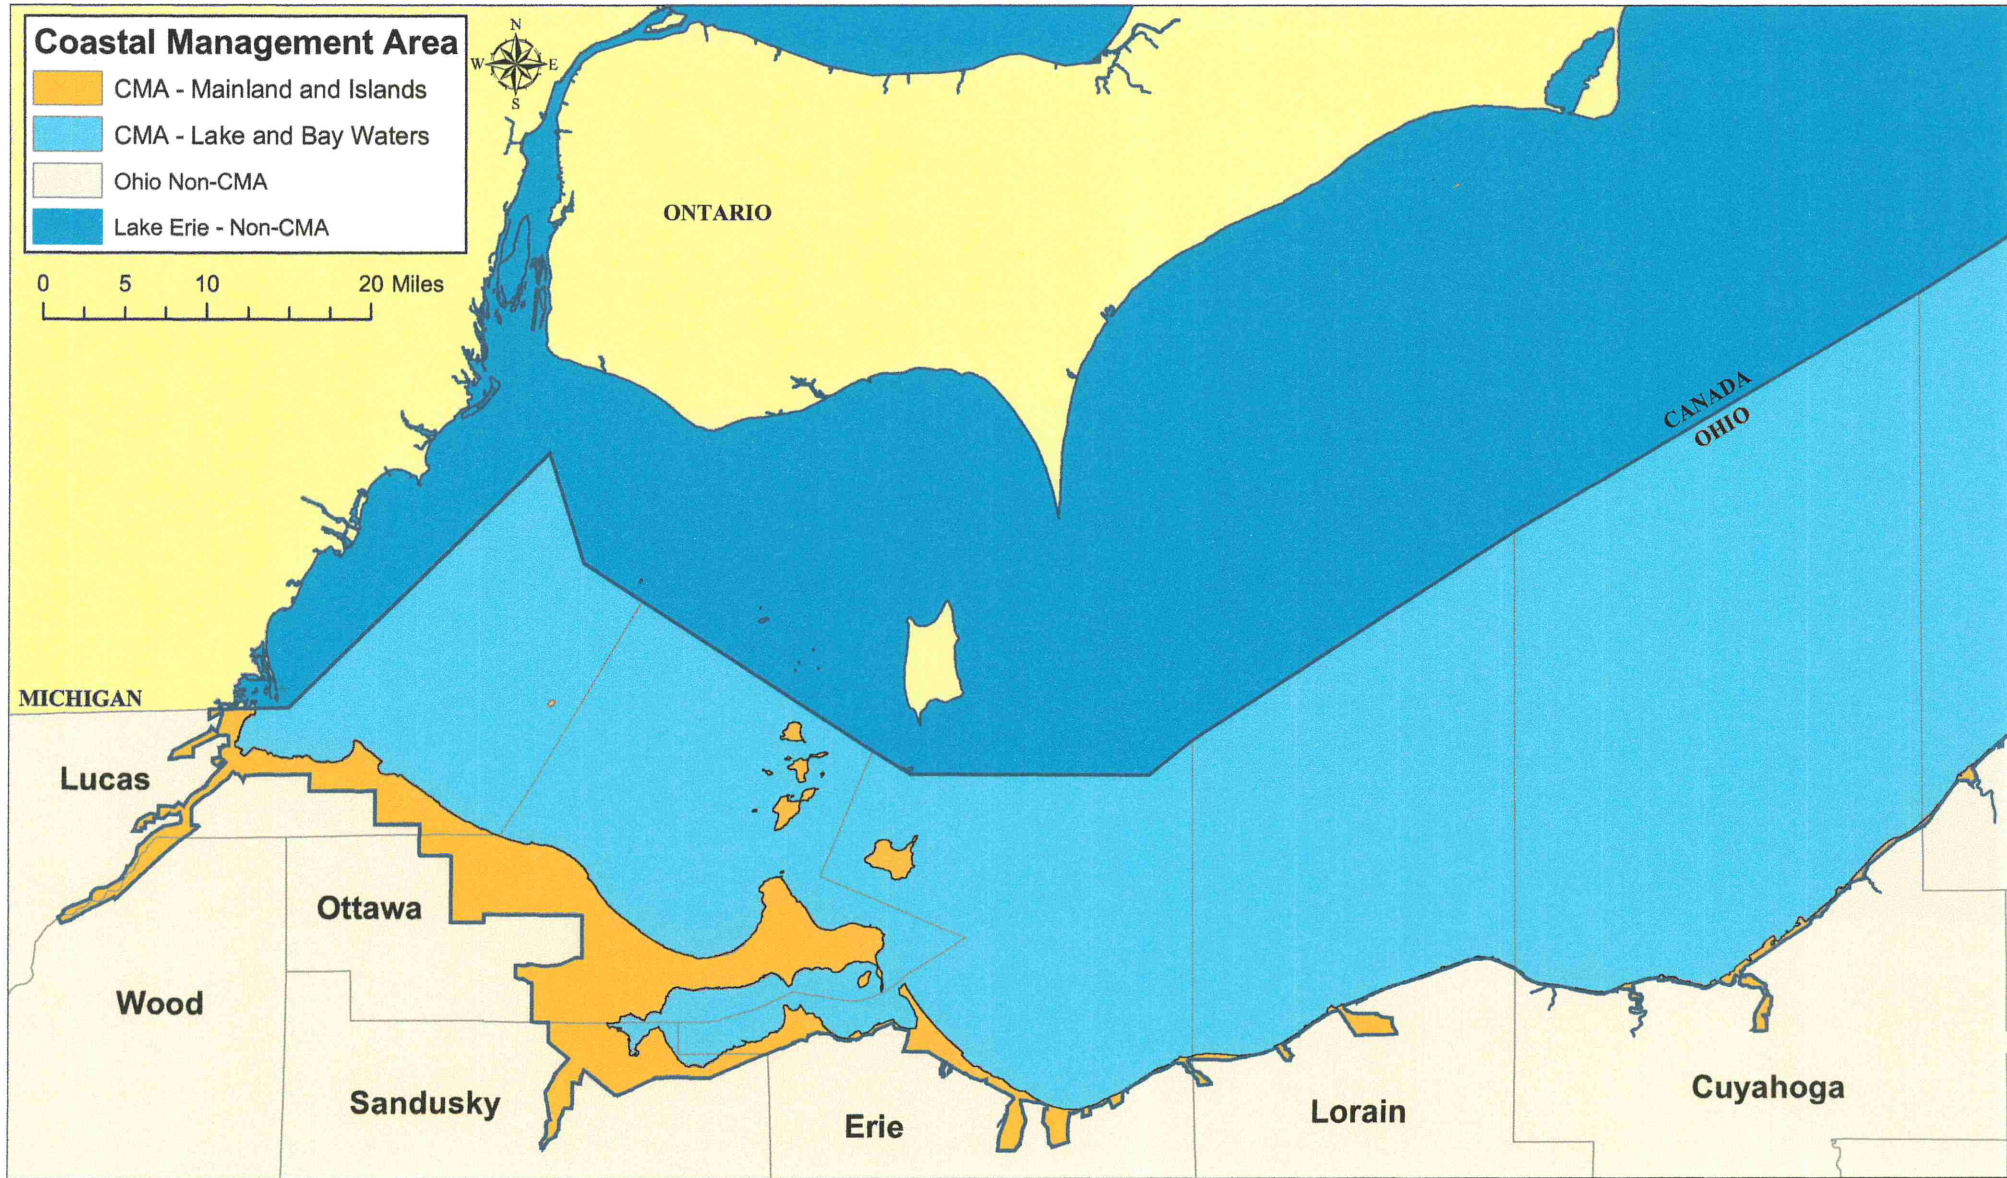 Coastal Management Area
CMA - Mainland and Islands
CMA - Lake and Bay Waters
Ohio Non-CMA
Lake Erie - Non-CMA
N
W E
S
0 5 10 20 Miles
ONTARIO
CANADA
OHIO
MICHIGAN
Lucas
Ottawa
Wood
Sandusky
Erie
Lorain
Cuyahoga